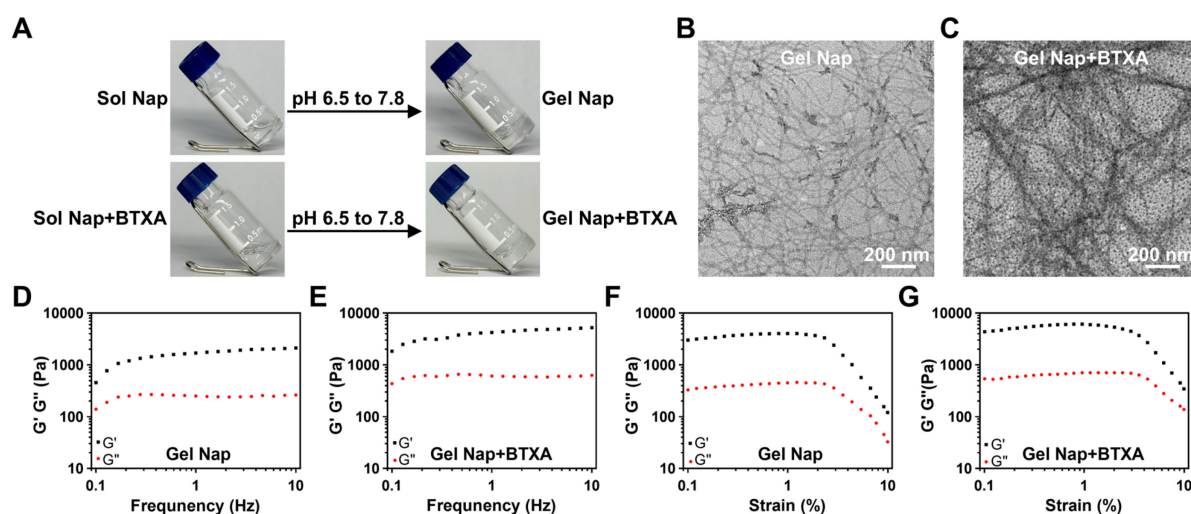 A
Sol Nap
pH 6.5 to 7.8
Gel Nap
Sol Nap+BTXA
pH 6.5 to 7.8
Gel Nap+BTXA
B
Gel Nap
200 nm
C
Gel Nap+BTXA
200 nm
D
G' G" (Pa)
10000
1000
100
10
G'
G"
Gel Nap
0.1
1
10
Frequnency (Hz)
E
G' G" (Pa)
10000
1000
100
10
G'
G"
Gel Nap+BTXA
0.1
1
10
Frequnency (Hz)
F
G' G" (Pa)
10000
1000
100
10
G'
G"
Gel Nap
0.1
1
10
Strain (%)
G
G' G"(Pa)
10000
1000
100
10
G'
G"
Gel Nap+BTXA
0.1
1
10
Strain (%)